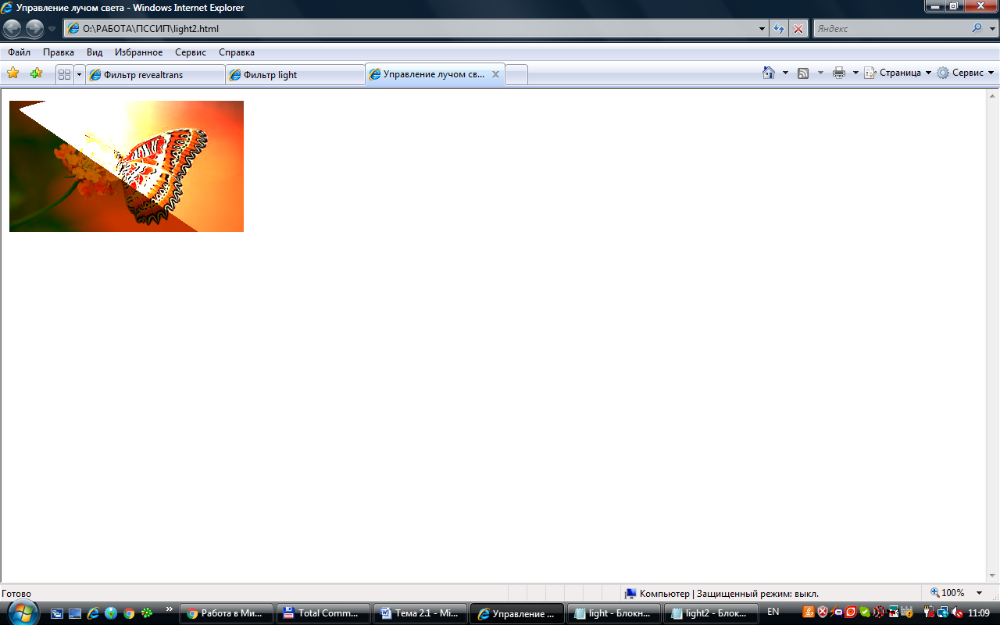 Управление лучом света - Windows Internet Explorer
O:\РАБОТА\ПССИП\light2.html
Яндекс
Файл Правка Вид Избранное Сервис Справка
Фильтр revealtrans
Фильтр light
Управление лучом св...
Страница
Сервис
Готово
Компьютер | Защищенный режим: выкл.
100%
Работа в Ми...
Total Comm...
Тема 2.1 - Mi...
Управление ...
light - Блокн...
light2 - Блок...
EN
11:09